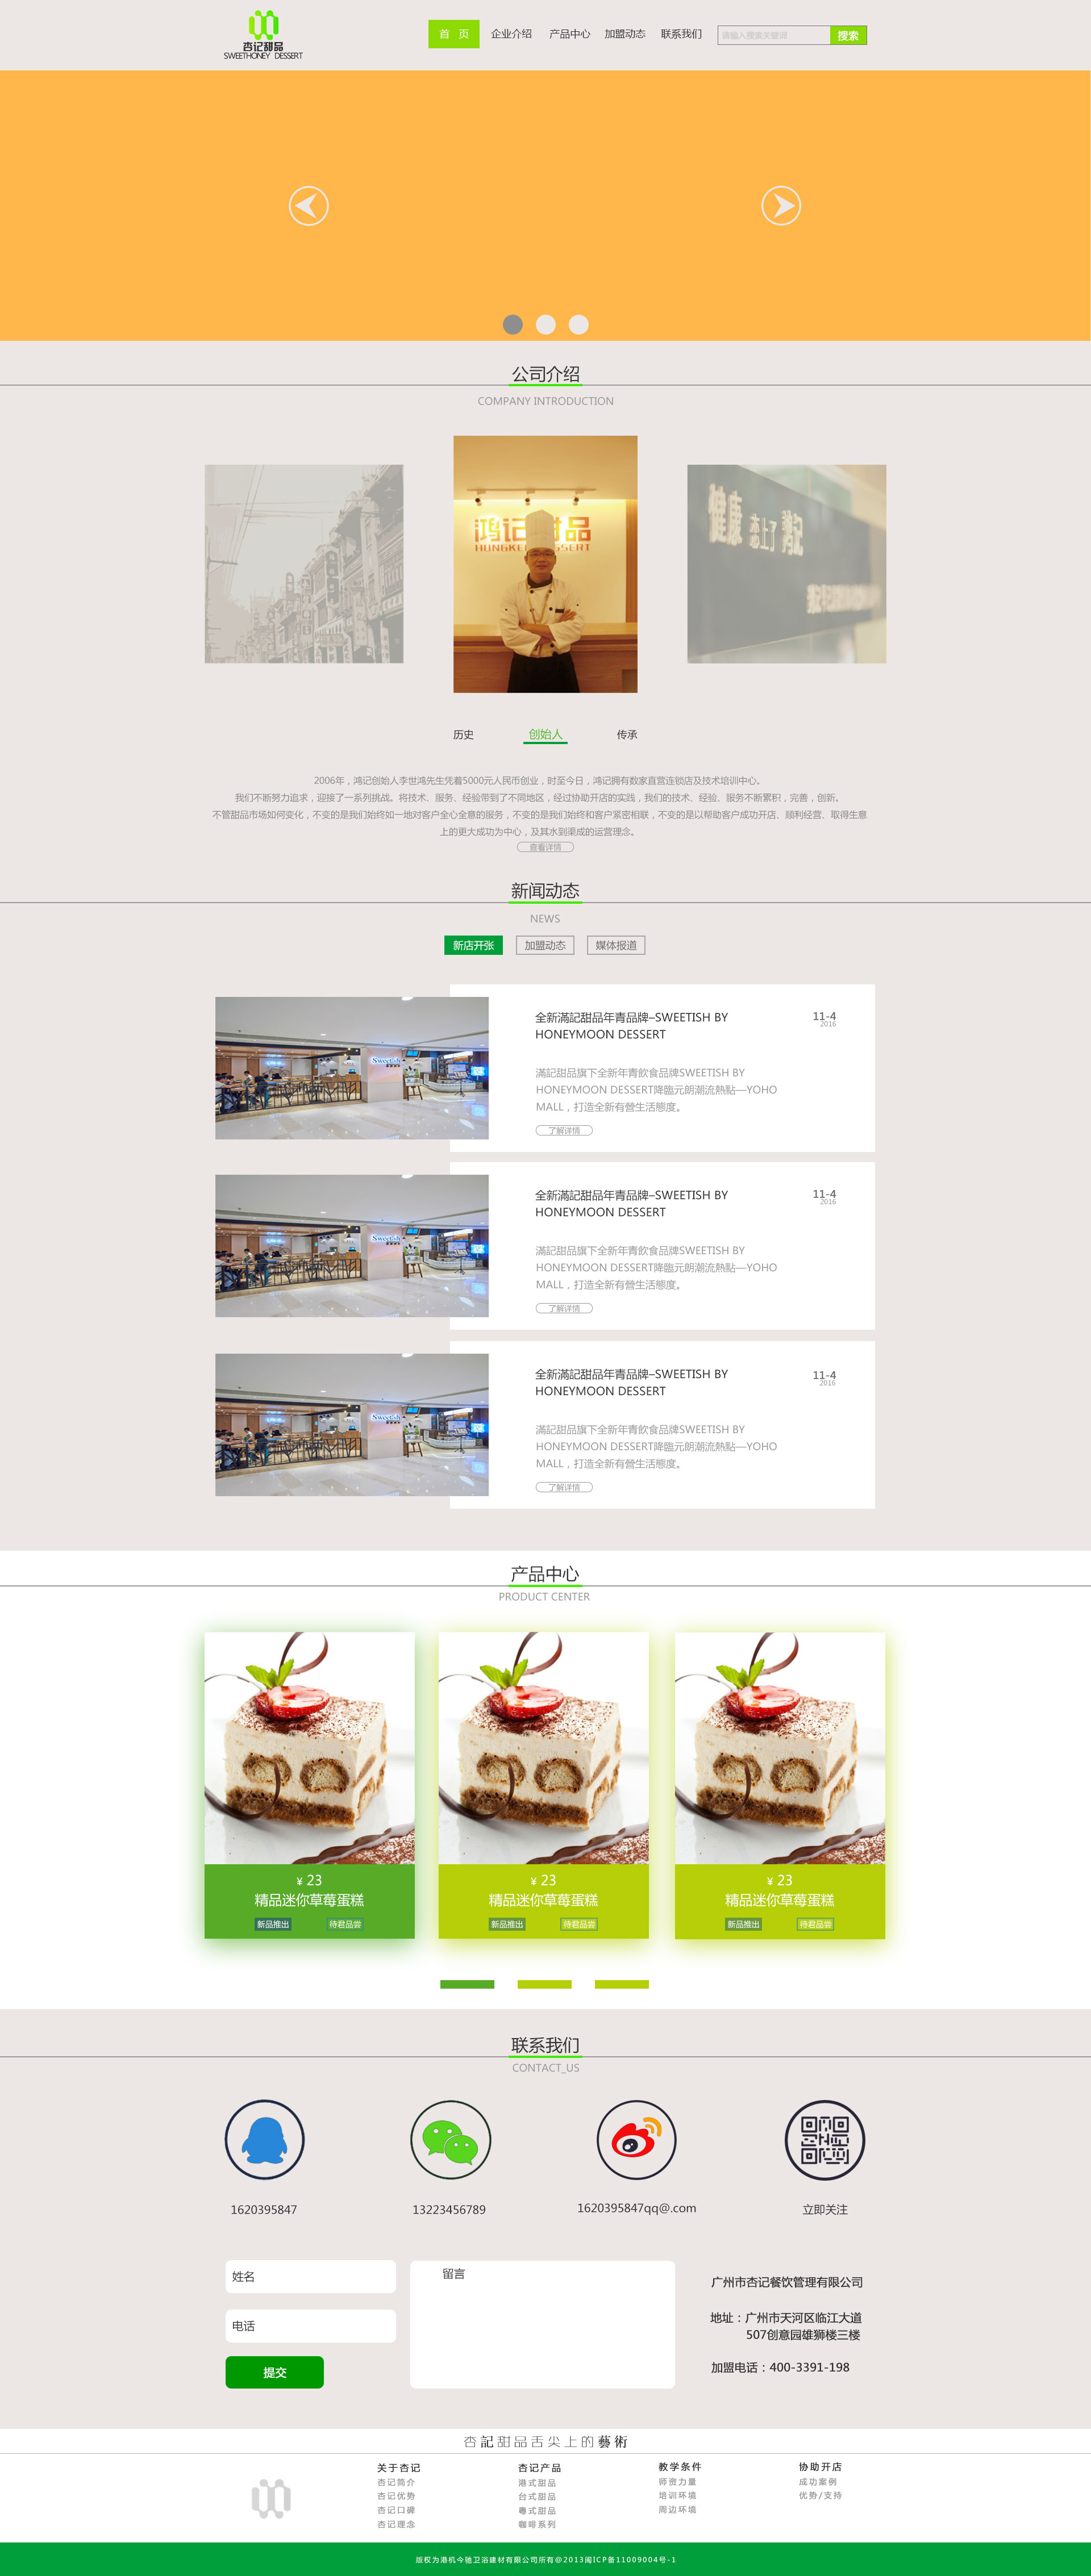 杏记甜品
SWEETHONEY DESSERT
首 页
企业介绍
产品中心
加盟动态
联系我们
请输入搜索关键词
搜索
公司介绍
COMPANY INTRODUCTION
鸿记甜品
健康 恋上了 鸿记
历史
创始人
传承
2006年，鸿记创始人李世鸿先生凭着5000元人民币创业，时至今日，鸿记拥有数家直营连锁店及技术培训中心。
我们不断努力追求，迎接了一系列挑战。将技术、服务、经验带到了不同地区，经过协助开店的实践，我们的技术、经验、服务不断累积，完善，创新。
不管甜品市场如何变化，不变的是我们始终如一地对客户全心全意的服务，不变的是我们始终和客户紧密相联，不变的是以帮助客户成功开店、顺利经营、取得生意
上的更大成功为中心，及其水到渠成的运营理念。
查看详情
新闻动态
NEWS
新店开张
加盟动态
媒体报道
Sweetish
全新滿記甜品年青品牌–SWEETISH BY
HONEYMOON DESSERT
11-4
2016
滿記甜品旗下全新年青飲食品牌SWEETISH BY
HONEYMOON DESSERT降臨元朗潮流熱點—YOHO
MALL，打造全新有營生活態度。
了解详情
Sweetish
全新滿記甜品年青品牌–SWEETISH BY
HONEYMOON DESSERT
11-4
2016
滿記甜品旗下全新年青飲食品牌SWEETISH BY
HONEYMOON DESSERT降臨元朗潮流熱點—YOHO
MALL，打造全新有營生活態度。
了解详情
Sweetish
全新滿記甜品年青品牌–SWEETISH BY
HONEYMOON DESSERT
11-4
2016
滿記甜品旗下全新年青飲食品牌SWEETISH BY
HONEYMOON DESSERT降臨元朗潮流熱點—YOHO
MALL，打造全新有營生活態度。
了解详情
产品中心
PRODUCT CENTER
¥ 23
精品迷你草莓蛋糕
新品推出
待君品尝
¥ 23
精品迷你草莓蛋糕
新品推出
待君品尝
¥ 23
精品迷你草莓蛋糕
新品推出
待君品尝
联系我们
CONTACT_US
1620395847
13223456789
1620395847qq@.com
立即关注
姓名
电话
提交
留言
广州市杏记餐饮管理有限公司
地址：广州市天河区临江大道
507创意园雄狮楼三楼
加盟电话：400-3391-198
杏記甜品舌尖上的藝術
关于杏记
杏记简介
杏记优势
杏记口碑
杏记理念
杏记产品
港式甜品
台式甜品
粤式甜品
咖啡系列
教学条件
师资力量
培训环境
周边环境
协助开店
成功案例
优势/支持
版权为港机今驰卫浴建材有限公司所有@2013闽ICP备11009004号-1